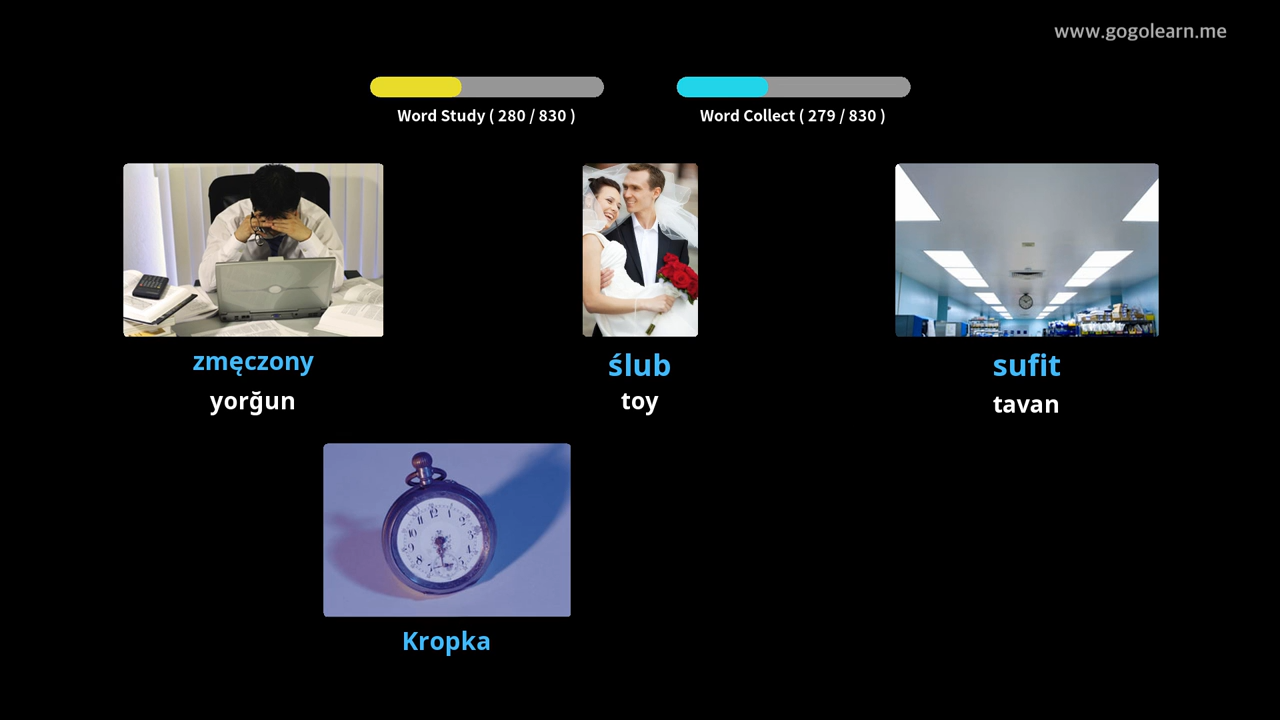 www.gogolearn.me
Word Study ( 280 / 830 )
Word Collect ( 279 / 830 )
zmęczony
yorğun
ślub
toy
sufit
tavan
Kropka